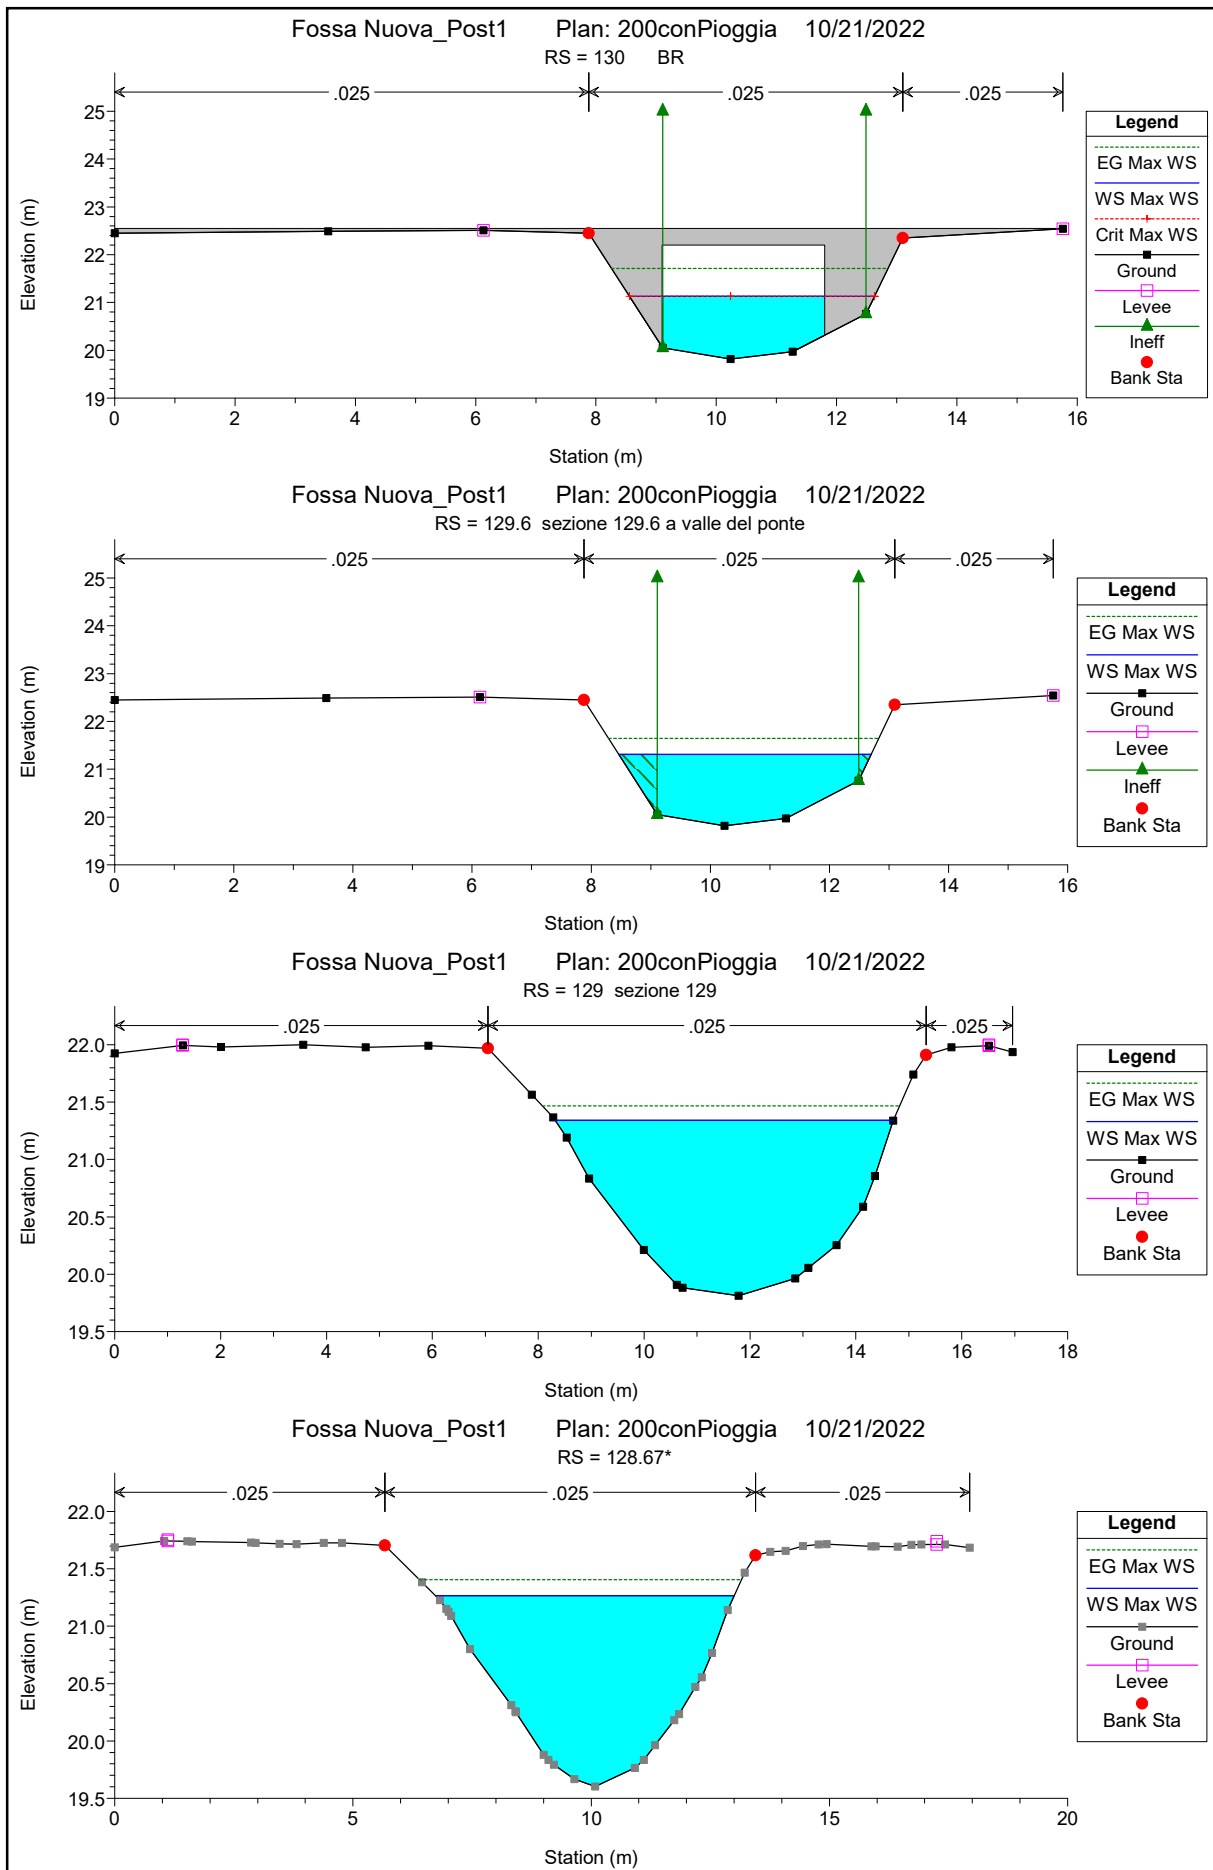 Fossa Nuova_Post1 Plan: 200conPioggia 10/21/2022
RS = 130 BR
.025 .025 .025
25
24
23
22
21
20
19
Elevation (m)
0 2 4 6 8 10 12 14 16
Station (m)
Legend
EG Max WS
WS Max WS
Crit Max WS
Ground
Levee
Ineff
Bank Sta
Fossa Nuova_Post1 Plan: 200conPioggia 10/21/2022
RS = 129.6 sezione 129.6 a valle del ponte
.025 .025 .025
25
24
23
22
21
20
19
Elevation (m)
0 2 4 6 8 10 12 14 16
Station (m)
Legend
EG Max WS
WS Max WS
Ground
Levee
Ineff
Bank Sta
Fossa Nuova_Post1 Plan: 200conPioggia 10/21/2022
RS = 129 sezione 129
.025 .025 .025
22.0
21.5
21.0
20.5
20.0
19.5
Elevation (m)
0 2 4 6 8 10 12 14 16 18
Station (m)
Legend
EG Max WS
WS Max WS
Ground
Levee
Bank Sta
Fossa Nuova_Post1 Plan: 200conPioggia 10/21/2022
RS = 128.67*
.025 .025 .025
22.0
21.5
21.0
20.5
20.0
19.5
Elevation (m)
0 5 10 15 20
Station (m)
Legend
EG Max WS
WS Max WS
Ground
Levee
Bank Sta